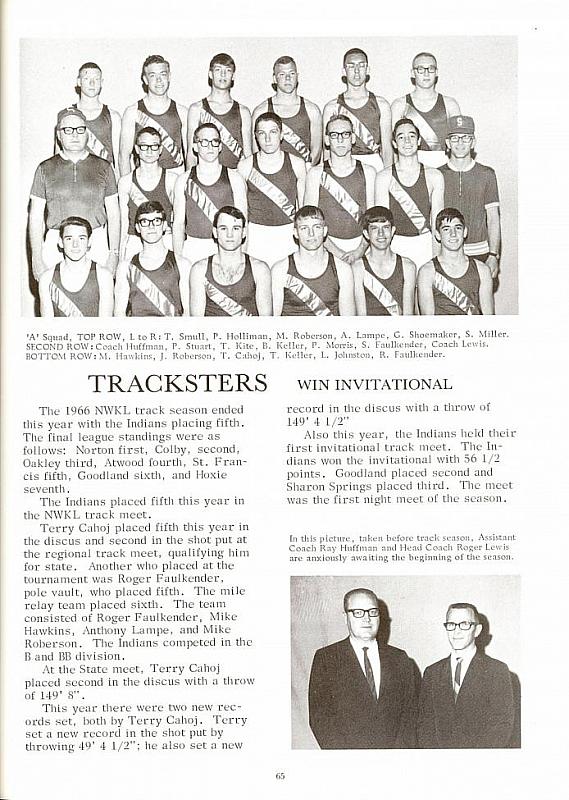 'A' Squad, TOP ROW, L to R: T. Smull, P. Holliman, M. Roberson, A. Lampe, G. Shoemaker, S. Miller.
SECOND ROW: Coach Huffman, P. Stuart, T. Kite, B. Keller, P. Morris, S. Faulkender, Coach Lewis.
BOTTOM ROW: M. Hawkins, J. Roberson, T. Cahoj, T. Keller, L. Johnston, R. Faulkender.
TRACKSTERS WIN INVITATIONAL
The 1966 NWKL track season ended
this year with the Indians placing fifth.
The final league standings were as
follows: Norton first, Colby, second,
Oakley third, Atwood fourth, St. Fran-
cis fifth, Goodland sixth, and Hoxie
seventh.
The Indians placed fifth this year in
the NWKL track meet.
Terry Cahoj placed fifth this year in
the discus and second in the shot put at
the regional track meet, qualifying him
for state. Another who placed at the
tournament was Roger Faulkender,
pole vault, who placed fifth. The mile
relay team placed sixth. The team
consisted of Roger Faulkender, Mike
Hawkins, Anthony Lampe, and Mike
Roberson. The Indians competed in the
B and BB division.
At the State meet, Terry Cahoj
placed second in the discus with a throw
of 149' 8".
This year there were two new rec-
ords set, both by Terry Cahoj. Terry
set a new record in the shot put by
throwing 49' 4 1/2"; he also set a new
record in the discus with a throw of
149' 4 1/2"
Also this year, the Indians held their
first invitational track meet. The In-
dians won the invitational with 56 1/2
points. Goodland placed second and
Sharon Springs placed third. The meet
was the first night meet of the season.
In this picture, taken before track season, Assistant
Coach Ray Huffman and Head Coach Roger Lewis
are anxiously awaiting the beginning of the season.
65